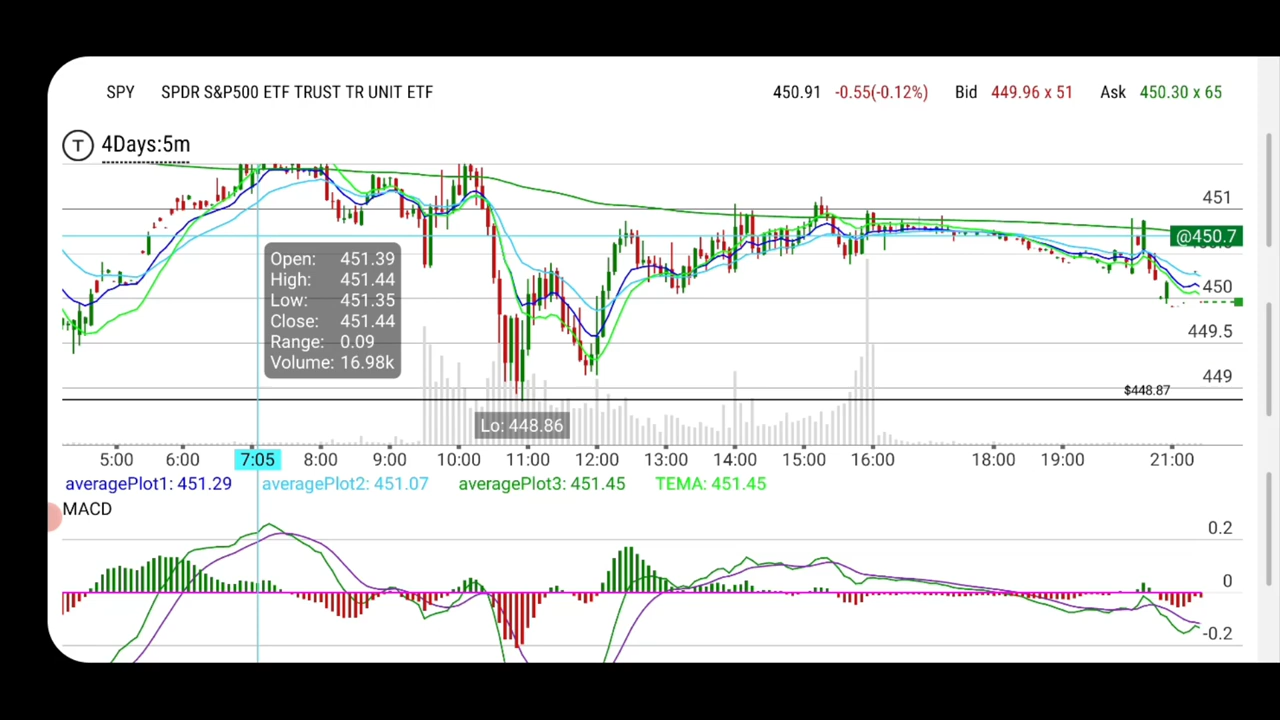 SPY SPDR S&P500 ETF TRUST TR UNIT ETF 450.91 -0.55(-0.12%) Bid 449.96 x 51 Ask 450.30 x 65
T 4Days:5m
451
@450.7
Open: 451.39
High: 451.44
450
Low: 451.35
Close: 451.44
449.5
Range: 0.09
Volume: 16.98k
449
$448.87
Lo: 448.86
5:00 6:00 7:05 8:00 9:00 10:00 11:00 12:00 13:00 14:00 15:00 16:00 18:00 19:00 21:00
averagePlot1: 451.29 averagePlot2: 451.07 averagePlot3: 451.45 TEMA: 451.45
MACD
0.2
0
-0.2